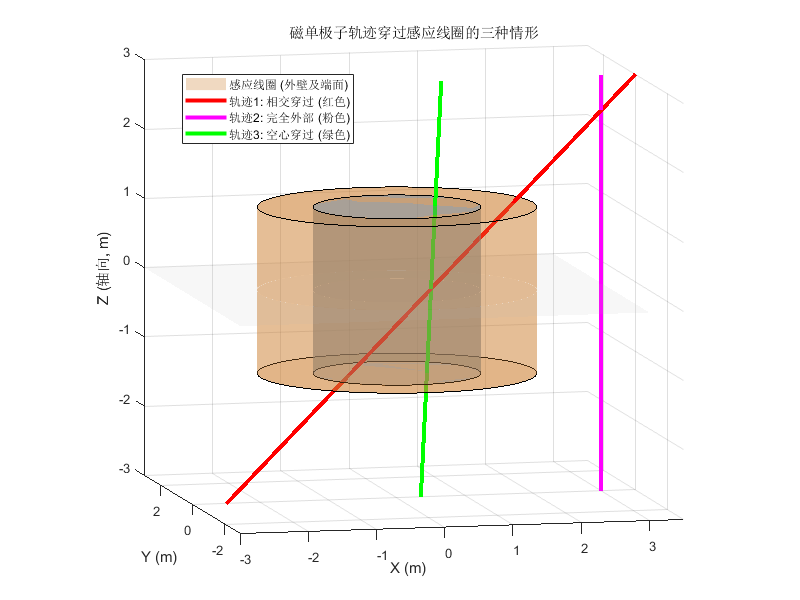 磁单极子轨迹穿过感应线圈的三种情形
感应线圈 (外壁及端面)
轨迹1: 相交穿过 (红色)
轨迹2: 完全外部 (粉色)
轨迹3: 空心穿过 (绿色)
3
2
1
0
-1
-2
-3
Z (轴向, m)
2
0
-2
Y (m)
-3
-2
-1
0
1
2
3
X (m)